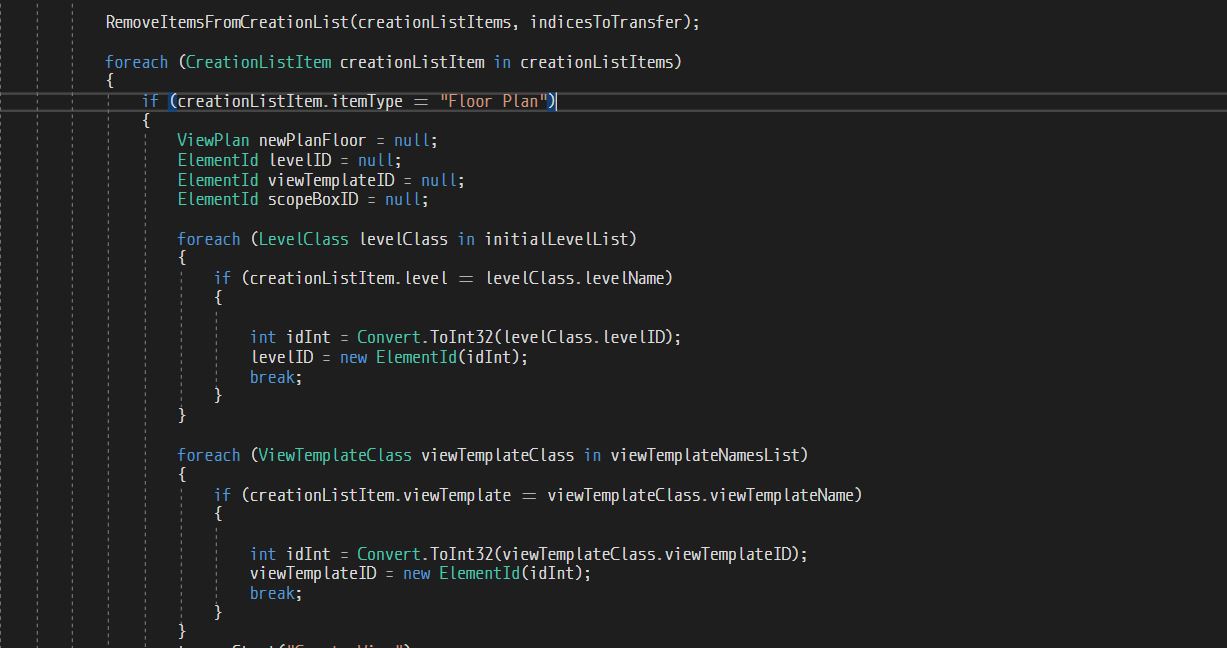 RemoveItemsFromCreationList(creationListItems, indicesToTransfer);
foreach (CreationListItem creationListItem in creationListItems)
{
if (creationListItem.itemType == "Floor Plan")
{
ViewPlan newPlanFloor = null;
ElementId levelID = null;
ElementId viewTemplateID = null;
ElementId scopeBoxID = null;
foreach (LevelClass levelClass in initialLevelList)
{
if (creationListItem.level == levelClass.levelName)
{
int idInt = Convert.ToInt32(levelClass.levelID);
levelID = new ElementId(idInt);
break;
}
}
foreach (ViewTemplateClass viewTemplateClass in viewTemplateNamesList)
{
if (creationListItem.viewTemplate == viewTemplateClass.viewTemplateName)
{
int idInt = Convert.ToInt32(viewTemplateClass.viewTemplateID);
viewTemplateID = new ElementId(idInt);
break;
}
}